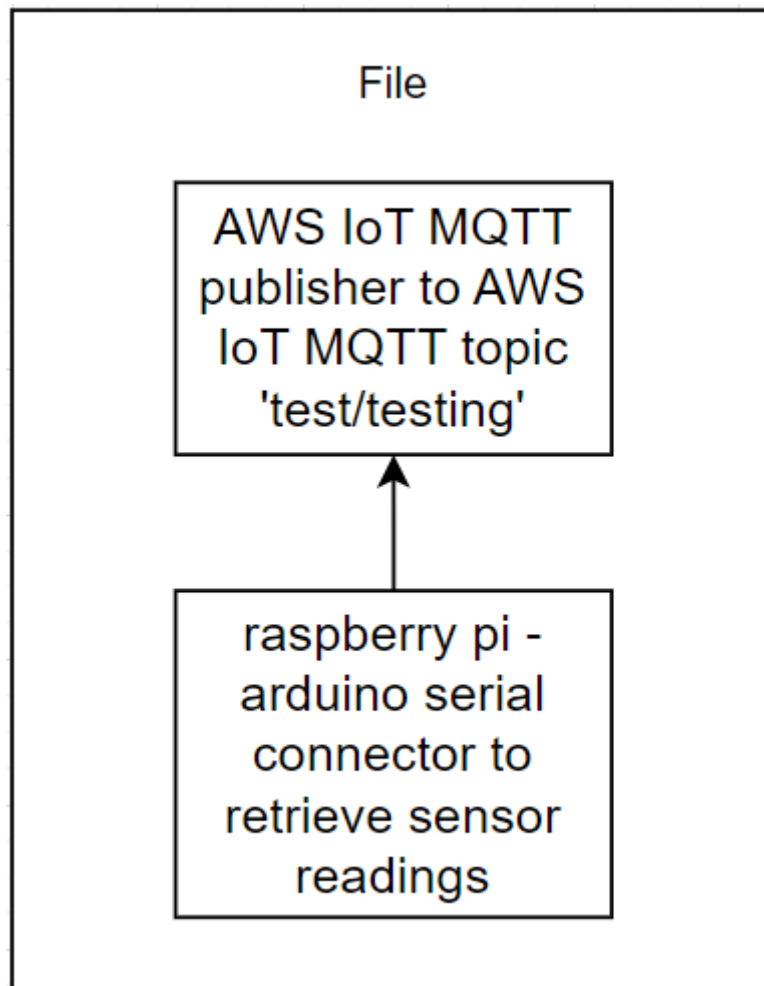 File
AWS IoT MQTT
publisher to AWS
IoT MQTT topic
'test/testing'
raspberry pi -
arduino serial
connector to
retrieve sensor
readings